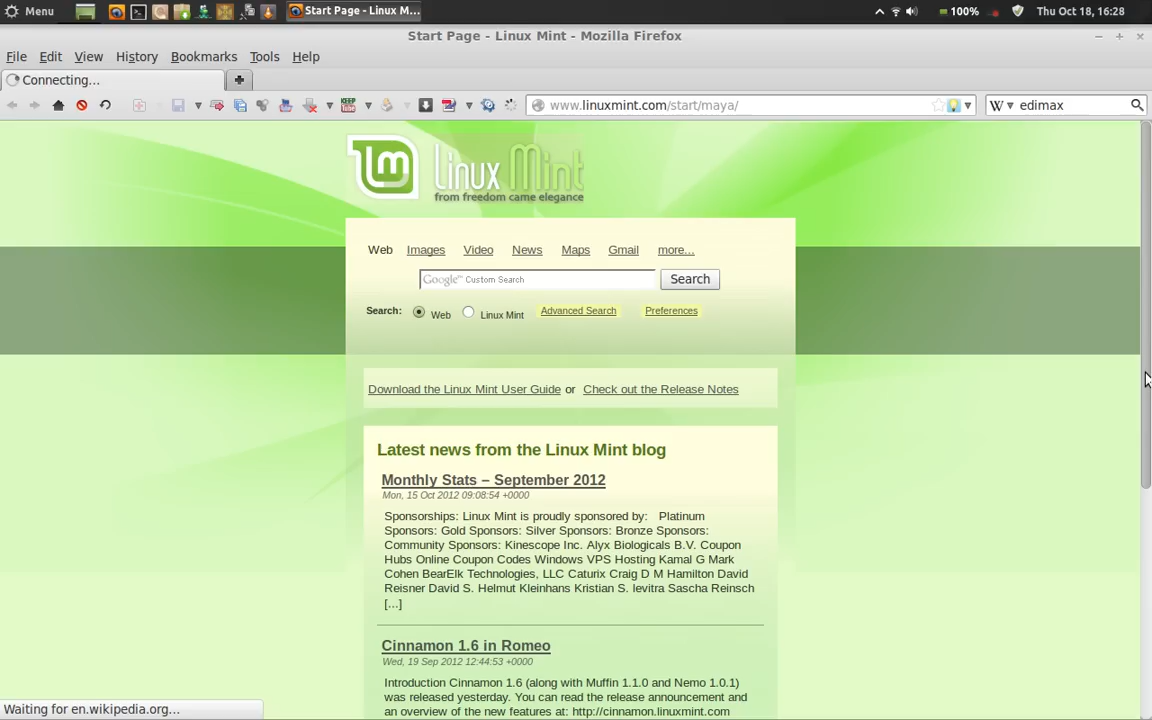 Menu
Start Page - Linux M...
100%
Thu Oct 18, 16:28
Start Page - Linux Mint - Mozilla Firefox
File Edit View History Bookmarks Tools Help
Connecting...
www.linuxmint.com/start/maya/
W edimax
Linux Mint
from freedom came elegance
Web Images Video News Maps Gmail more...
Google™ Custom Search
Search
Search: Web Linux Mint Advanced Search Preferences
Download the Linux Mint User Guide or Check out the Release Notes
Latest news from the Linux Mint blog
Monthly Stats – September 2012
Mon, 15 Oct 2012 09:08:54 +0000
Sponsorships: Linux Mint is proudly sponsored by: Platinum
Sponsors: Gold Sponsors: Silver Sponsors: Bronze Sponsors:
Community Sponsors: Kinescope Inc. Alyx Biologicals B.V. Coupon
Hubs Online Coupon Codes Windows VPS Hosting Kamal G Mark
Cohen BearElk Technologies, LLC Caturix Craig D M Hamilton David
Reisner David S. Helmut Kleinhans Kristian S. levitra Sascha Reinsch
[...]
Cinnamon 1.6 in Romeo
Wed, 19 Sep 2012 12:44:53 +0000
Introduction Cinnamon 1.6 (along with Muffin 1.1.0 and Nemo 1.0.1)
was released yesterday. You can read the release announcement and
an overview of the new features at: http://cinnamon.linuxmint.com
Waiting for en.wikipedia.org...